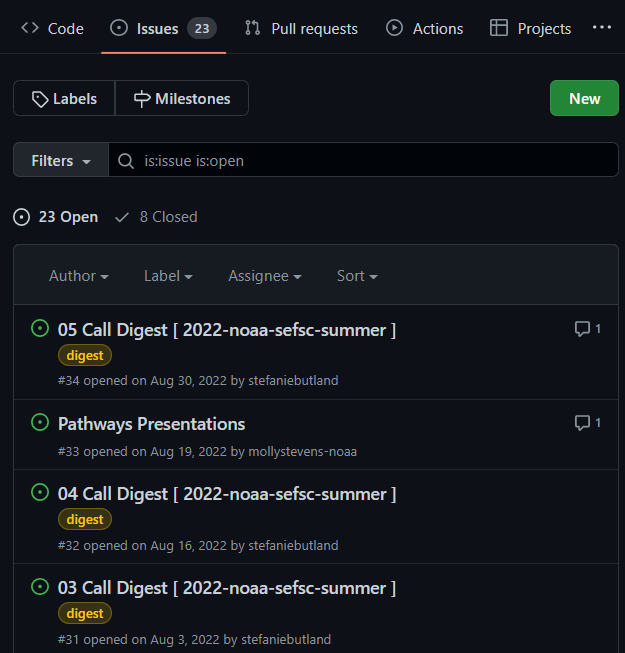 Code Issues 23 Pull requests Actions Projects ...
Labels Milestones New
Filters is:issue is:open
23 Open 8 Closed
Author Label Assignee Sort
05 Call Digest [ 2022-noaa-sefsc-summer ] 1
digest
#34 opened on Aug 30, 2022 by stefaniebutland
Pathways Presentations 1
#33 opened on Aug 19, 2022 by mollystevens-noaa
04 Call Digest [ 2022-noaa-sefsc-summer ]
digest
#32 opened on Aug 16, 2022 by stefaniebutland
03 Call Digest [ 2022-noaa-sefsc-summer ]
digest
#31 opened on Aug 3, 2022 by stefaniebutland